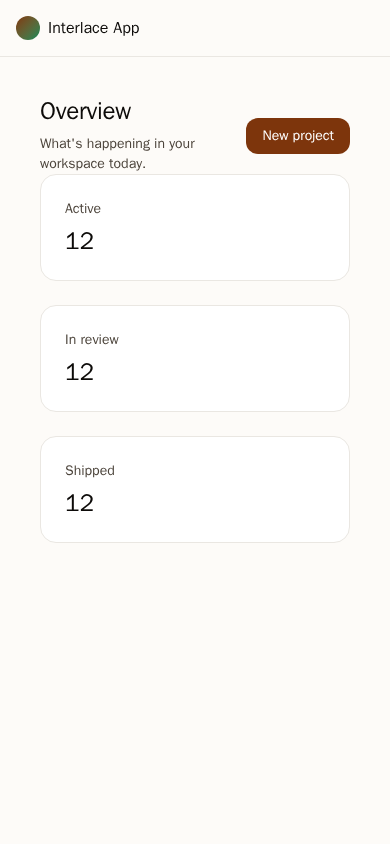 Interlace App
Overview
What's happening in your
workspace today.
New project
Active
12
In review
12
Shipped
12